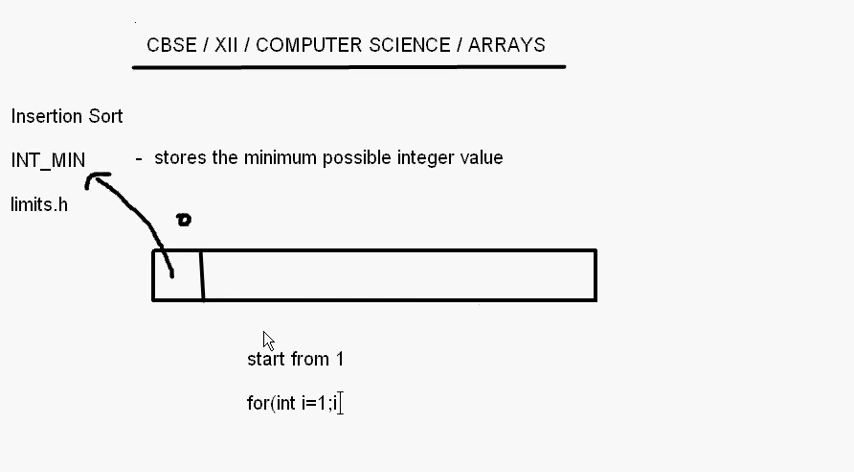 CBSE / XII / COMPUTER SCIENCE / ARRAYS
Insertion Sort
INT_MIN - stores the minimum possible integer value
limits.h
0
start from 1
for(int i=1;i